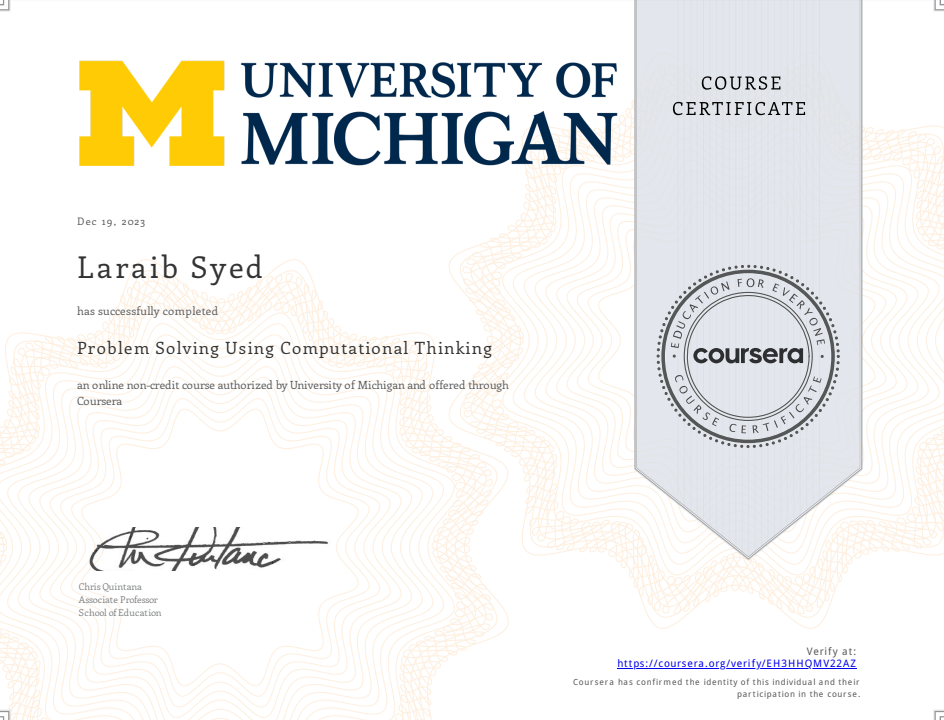 UNIVERSITY OF
MICHIGAN
COURSE
CERTIFICATE
Dec 19, 2023
Laraib Syed
has successfully completed
Problem Solving Using Computational Thinking
an online non-credit course authorized by University of Michigan and offered through
Coursera
EDUCATION FOR EVERYONE
coursera
COURSE CERTIFICATE
Chris Quintana
Chris Quintana
Associate Professor
School of Education
Verify at:
https://coursera.org/verify/EH3HHQMV22AZ
Coursera has confirmed the identity of this individual and their
participation in the course.